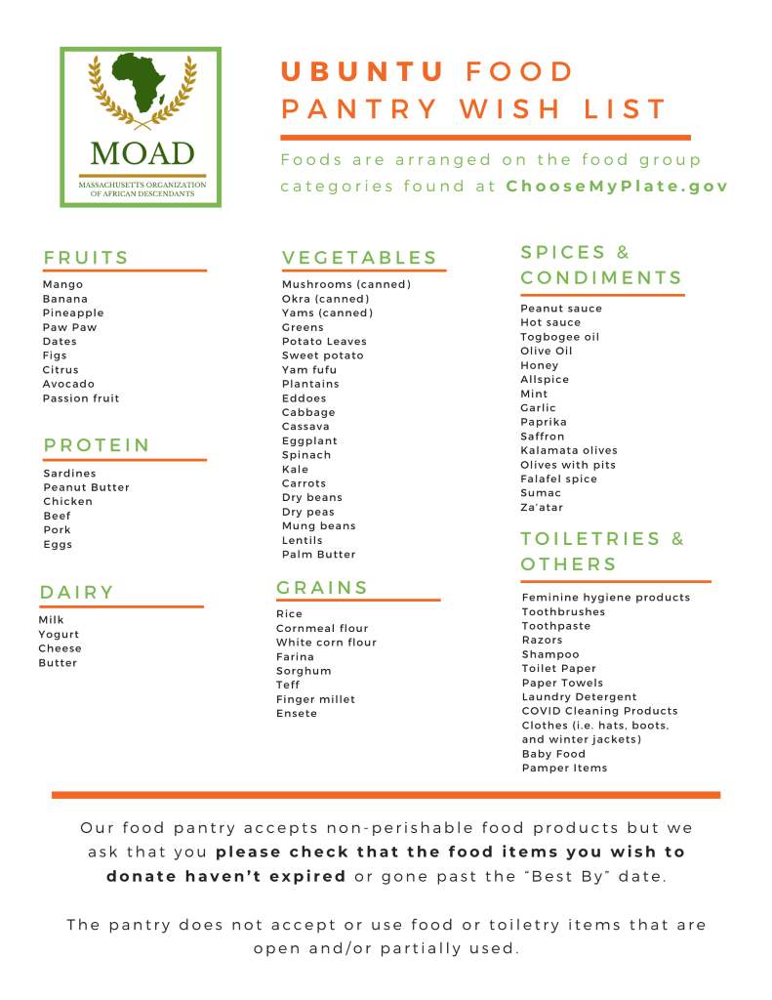 MOAD
MASSACHUSETTS ORGANIZATION
OF AFRICAN DESCENDANTS
UBUNTU FOOD
PANTRY WISH LIST
Foods are arranged on the food group
categories found at ChooseMyPlate.gov
FRUITS
Mango
Banana
Pineapple
Paw Paw
Dates
Figs
Citrus
Avocado
Passion fruit
PROTEIN
Sardines
Peanut Butter
Chicken
Beef
Pork
Eggs
DAIRY
Milk
Yogurt
Cheese
Butter
VEGETABLES
Mushrooms (canned)
Okra (canned)
Yams (canned)
Greens
Potato Leaves
Sweet potato
Yam fufu
Plantains
Eddoes
Cabbage
Cassava
Eggplant
Spinach
Kale
Carrots
Dry beans
Dry peas
Mung beans
Lentils
Palm Butter
GRAINS
Rice
Cornmeal flour
White corn flour
Farina
Sorghum
Teff
Finger millet
Ensete
SPICES &
CONDIMENTS
Peanut sauce
Hot sauce
Togbogee oil
Olive Oil
Honey
Allspice
Mint
Garlic
Paprika
Saffron
Kalamata olives
Olives with pits
Falafel spice
Sumac
Za'atar
TOILETRIES &
OTHERS
Feminine hygiene products
Toothbrushes
Toothpaste
Razors
Shampoo
Toilet Paper
Paper Towels
Laundry Detergent
COVID Cleaning Products
Clothes (i.e. hats, boots,
and winter jackets)
Baby Food
Pamper Items
Our food pantry accepts non-perishable food products but we
ask that you please check that the food items you wish to
donate haven't expired or gone past the “Best By” date.
The pantry does not accept or use food or toiletry items that are
open and/or partially used.